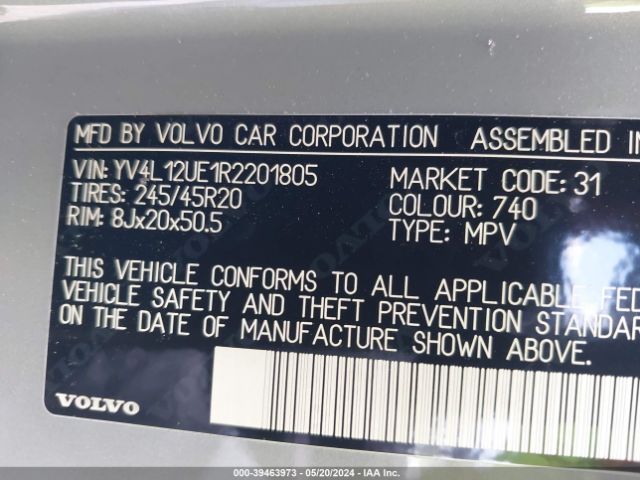 MFD BY VOLVO CAR CORPORATION ASSEMBLED IN
VIN: YV4L12UE1R2201805 MARKET CODE: 31
TIRES: 245/45R20 COLOUR: 740
RIM: 8Jx20x50.5 TYPE: MPV
THIS VEHICLE CONFORMS TO ALL APPLICABLE FED
VEHICLE SAFETY AND THEFT PREVENTION STANDAR
ON THE DATE OF MANUFACTURE SHOWN ABOVE.
VOLVO
000-39463973 - 05/20/2024 - IAA Inc.